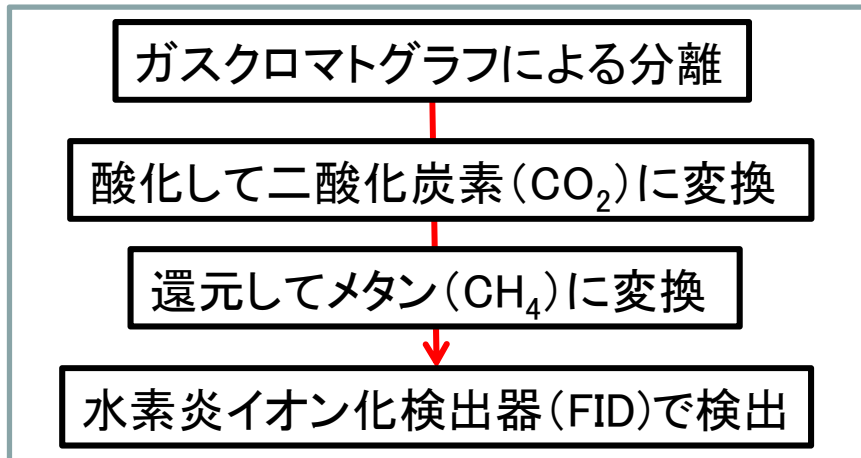 ガスクロマトグラフによる分離
酸化して二酸化炭素(CO₂)に変換
還元してメタン(CH₄)に変換
水素炎イオン化検出器(FID)で検出